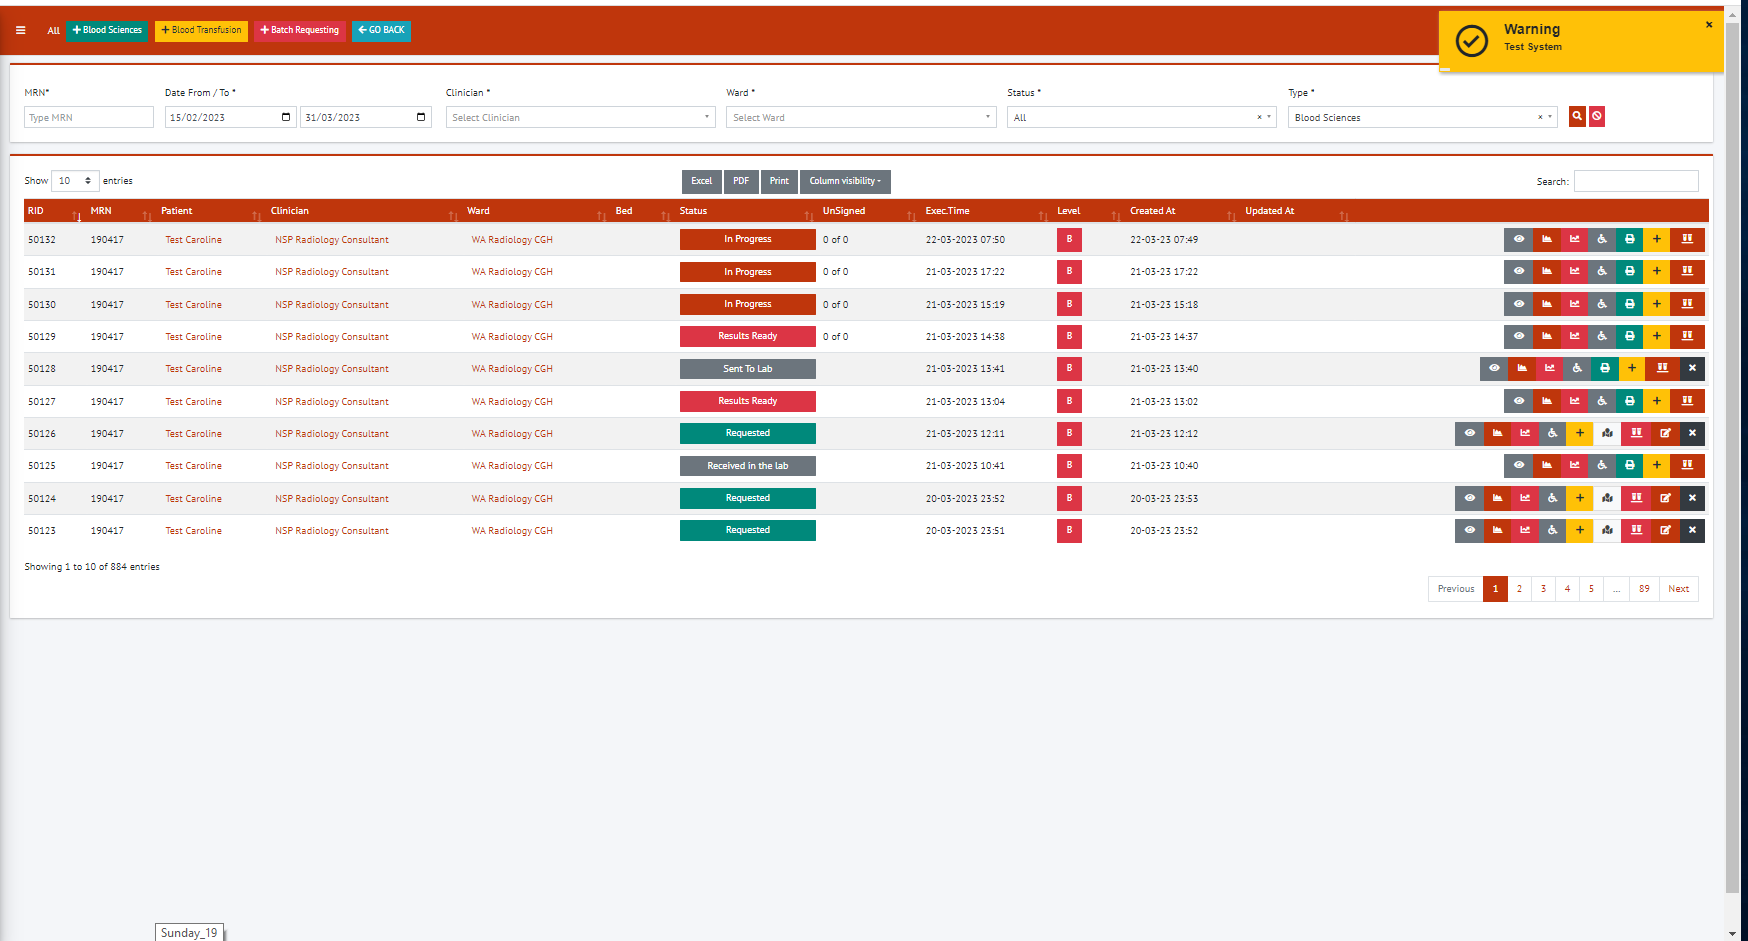 All + Blood Sciences + Blood Transfusion + Batch Requesting GO BACK
Warning ×
Test System
MRN* Date From / To * Clinician * Ward * Status * Type *
Type MRN 15/02/2023 31/03/2023 Select Clinician Select Ward All × Blood Sciences ×
Show 10 entries Excel PDF Print Column visibility Search:
RID MRN Patient Clinician Ward Bed Status UnSigned Exec.Time Level Created At Updated At
50132 190417 Test Caroline NSP Radiology Consultant WA Radiology CGH In Progress 0 of 0 22-03-2023 07:50 B 22-03-23 07:49
50131 190417 Test Caroline NSP Radiology Consultant WA Radiology CGH In Progress 0 of 0 21-03-2023 17:22 B 21-03-23 17:22
50130 190417 Test Caroline NSP Radiology Consultant WA Radiology CGH In Progress 0 of 0 21-03-2023 15:19 B 21-03-23 15:18
50129 190417 Test Caroline NSP Radiology Consultant WA Radiology CGH Results Ready 0 of 0 21-03-2023 14:38 B 21-03-23 14:37
50128 190417 Test Caroline NSP Radiology Consultant WA Radiology CGH Sent To Lab 21-03-2023 13:41 B 21-03-23 13:40
50127 190417 Test Caroline NSP Radiology Consultant WA Radiology CGH Results Ready 21-03-2023 13:04 B 21-03-23 13:02
50126 190417 Test Caroline NSP Radiology Consultant WA Radiology CGH Requested 21-03-2023 12:11 B 21-03-23 12:12
50125 190417 Test Caroline NSP Radiology Consultant WA Radiology CGH Received in the lab 21-03-2023 10:41 B 21-03-23 10:40
50124 190417 Test Caroline NSP Radiology Consultant WA Radiology CGH Requested 20-03-2023 23:52 B 20-03-23 23:53
50123 190417 Test Caroline NSP Radiology Consultant WA Radiology CGH Requested 20-03-2023 23:51 B 20-03-23 23:52
Showing 1 to 10 of 884 entries
Previous 1 2 3 4 5 ... 89 Next
Sunday_19